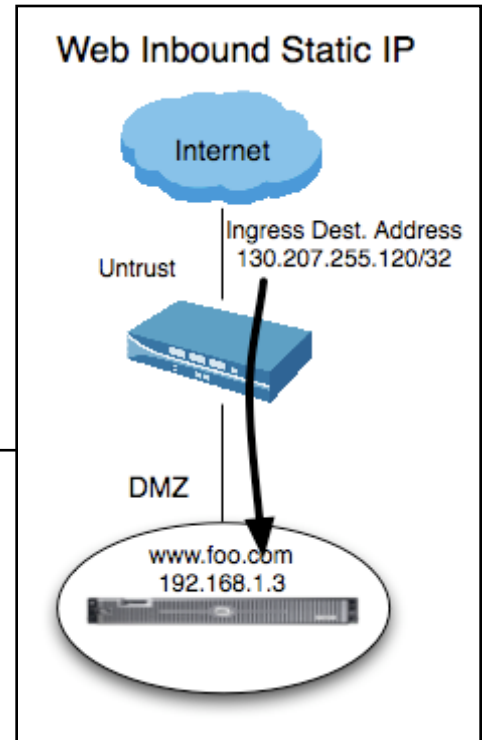 Web Inbound Static IP
Internet
Ingress Dest. Address
130.207.255.120/32
Untrust
DMZ
www.foo.com
192.168.1.3